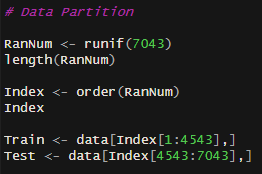 # Data Partition
RanNum <- runif(7043)
length(RanNum)
Index <- order(RanNum)
Index
Train <- data[Index[1:4543],]
Test <- data[Index[4543:7043],]